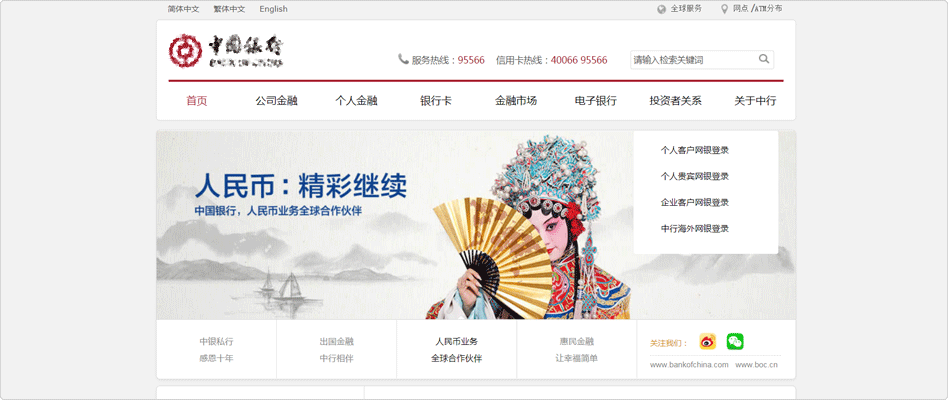 简体中文 繁体中文 English 全球服务 网点 /ATM分布
中国银行
BANK OF CHINA
服务热线：95566 信用卡热线：40066 95566 请输入检索关键词
首页 公司金融 个人金融 银行卡 金融市场 电子银行 投资者关系 关于中行
人民币：精彩继续
中国银行，人民币业务全球合作伙伴
个人客户网银登录
个人贵宾网银登录
企业客户网银登录
中行海外网银登录
中银私行 出国金融 人民币业务 惠民金融
感恩十年 中行相伴 全球合作伙伴 让幸福简单
关注我们：
www.bankofchina.com www.boc.cn